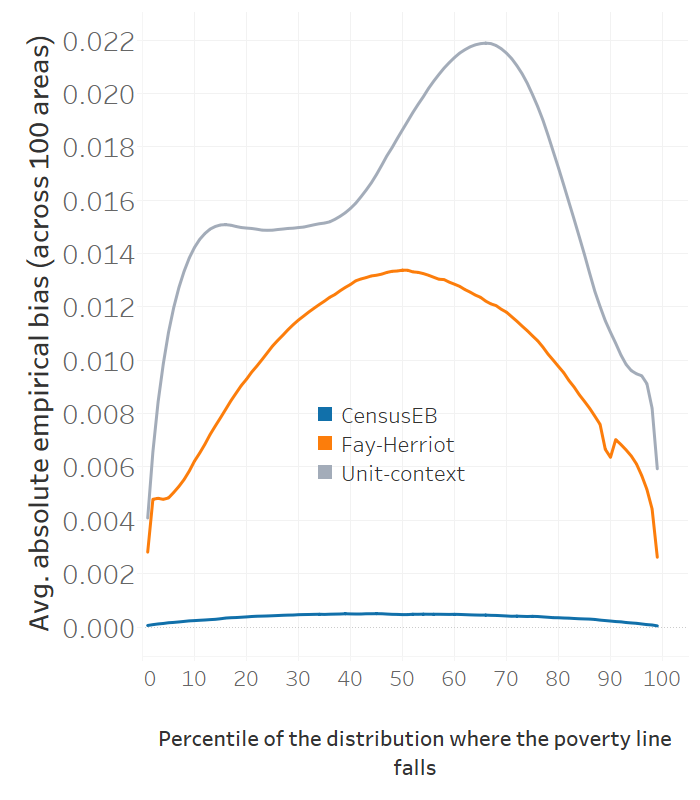 Avg. absolute empirical bias (across 100 areas)
0.022
0.020
0.018
0.016
0.014
0.012
0.010
0.008
0.006
0.004
0.002
0.000
CensusEB
Fay-Herriot
Unit-context
0 10 20 30 40 50 60 70 80 90 100
Percentile of the distribution where the poverty line
falls